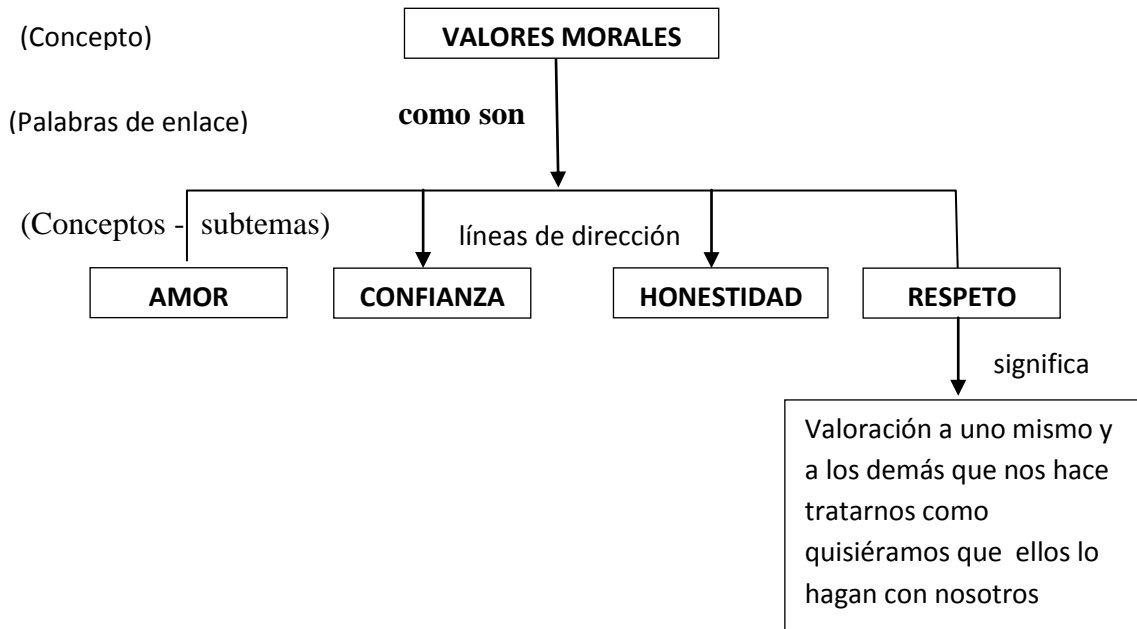 (Concepto)
VALORES MORALES
(Palabras de enlace)
como son
(Conceptos - subtemas)
líneas de dirección
AMOR
CONFIANZA
HONESTIDAD
RESPETO
significa
Valoración a uno mismo y
a los demás que nos hace
tratarnos como
quisiéramos que ellos lo
hagan con nosotros